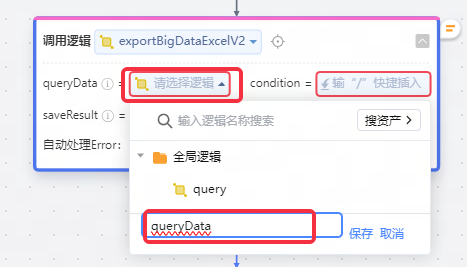 调用逻辑 exportBigDataExcelV2
queryData = 请选择逻辑 condition = 输“/”快捷插入
saveResult =
自动处理Error:
输入逻辑名称搜索 搜资产 >
全局逻辑
query
queryData 保存 取消